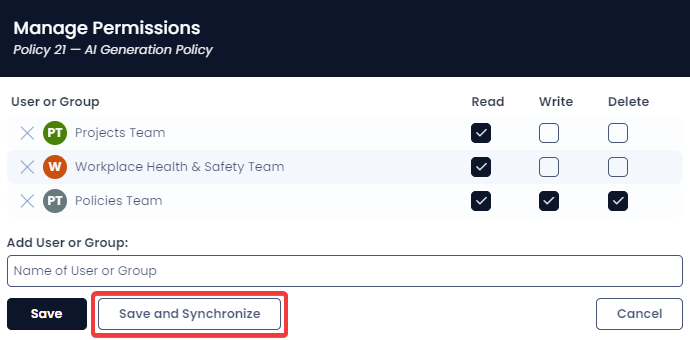 Manage Permissions
Policy 21 — AI Generation Policy
User or Group Read Write Delete
PT Projects Team
W Workplace Health & Safety Team
PT Policies Team
Add User or Group:
Name of User or Group
Save Save and Synchronize Cancel